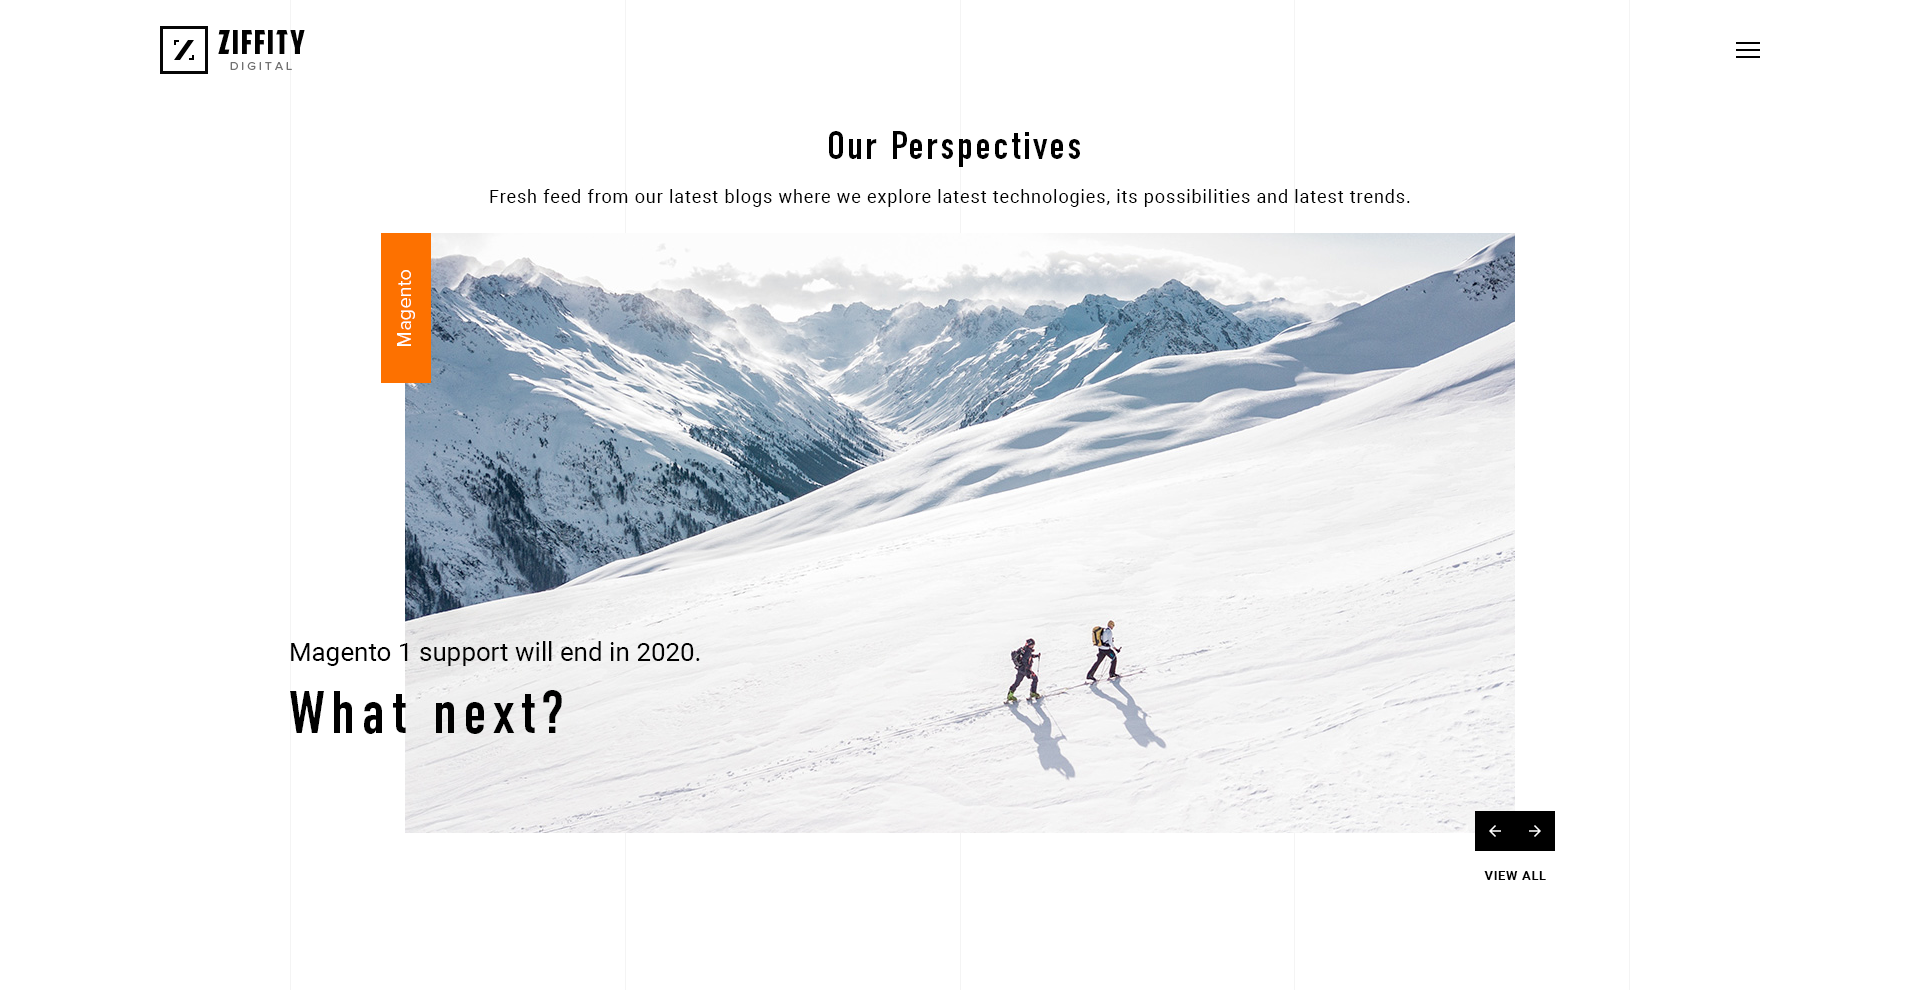 ZIFFITY
DIGITAL
Our Perspectives
Fresh feed from our latest blogs where we explore latest technologies, its possibilities and latest trends.
Magento
Magento 1 support will end in 2020.
What next?
VIEW ALL